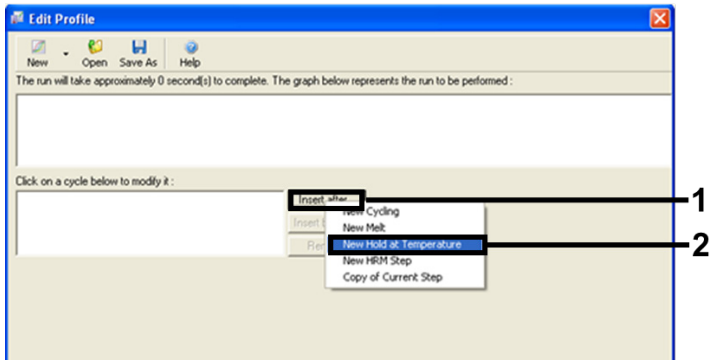 Edit Profile
New Open Save As Help
The run will take approximately 0 second(s) to complete. The graph below represents the run to be performed :
Click on a cycle below to modify it :
Insert after... 1
New Cycling
Insert
New Melt
New Hold at Temperature 2
New HRM Step
Copy of Current Step